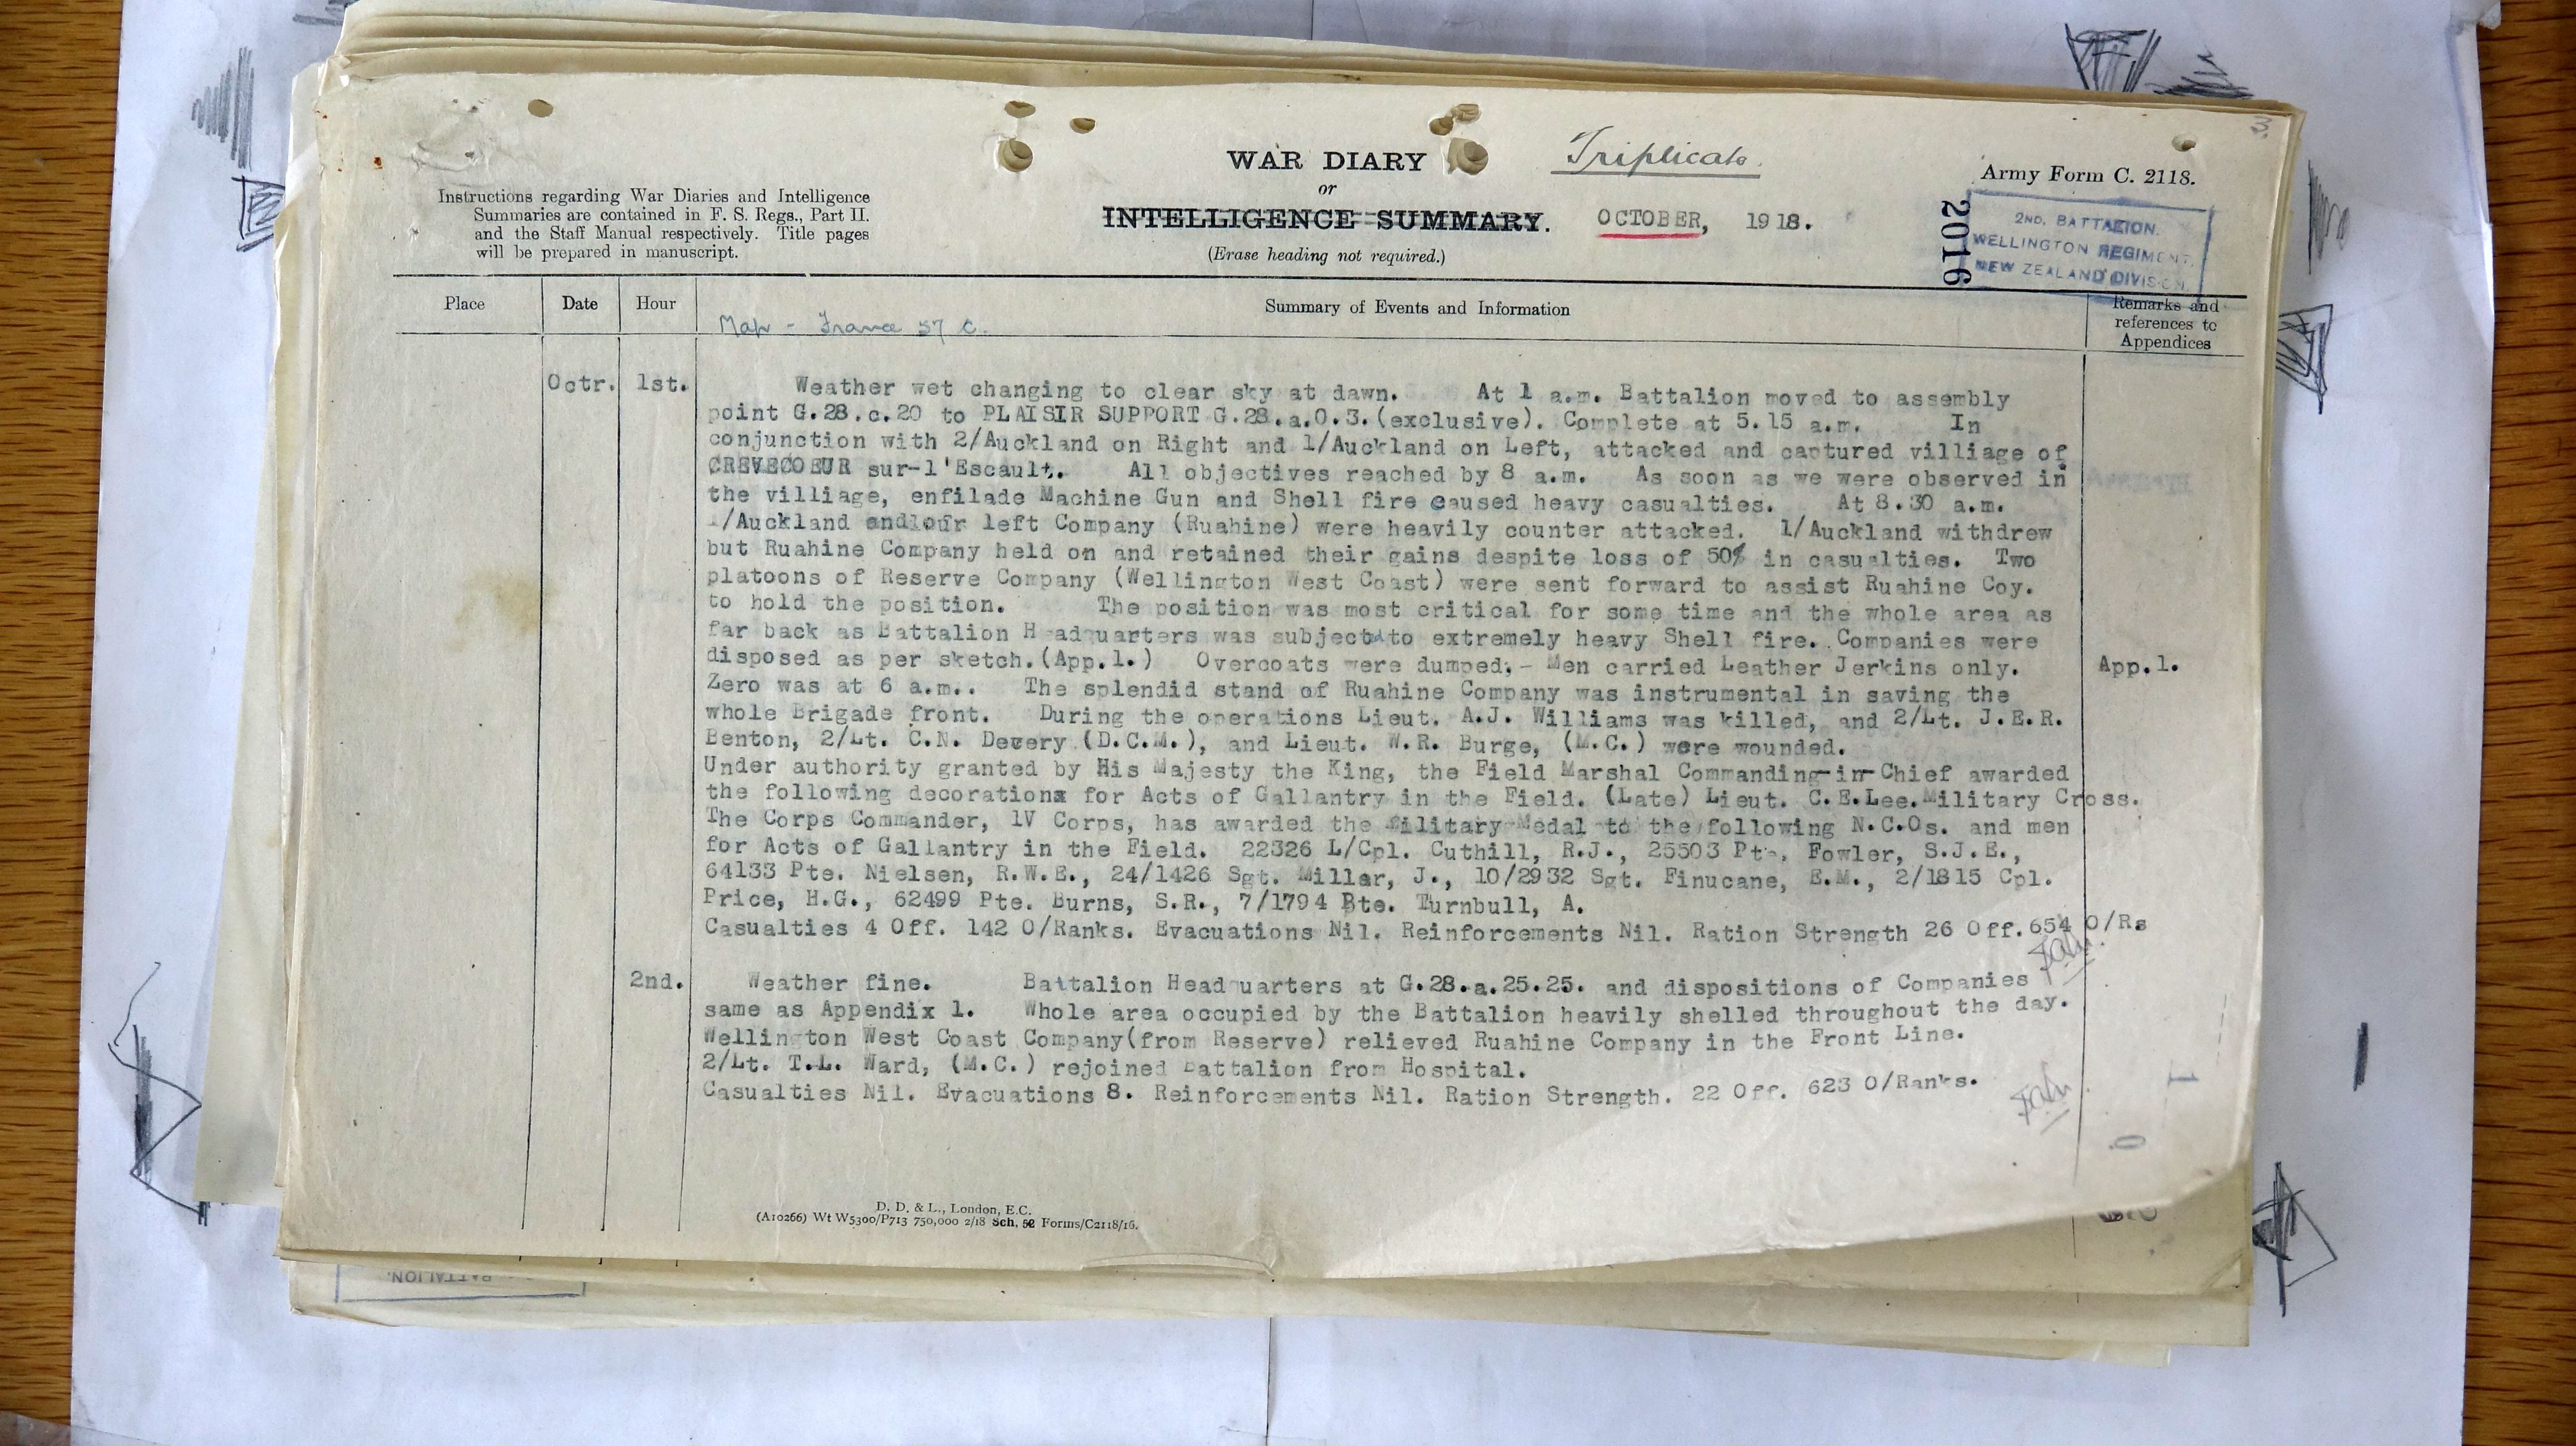 Triplicate
WAR DIARY
or
INTELLIGENCE SUMMARY.
(Erase heading not required.)
OCTOBER, 1918.
Army Form C. 2118.
2016
2ND. BATTALION.
WELLINGTON REGIMENT.
NEW ZEALAND DIVISION.
3
Instructions regarding War Diaries and Intelligence
Summaries are contained in F. S. Regs., Part II.
and the Staff Manual respectively. Title pages
will be prepared in manuscript.
Place
Date
Hour
Summary of Events and Information
Remarks and
references to
Appendices
Map - France 57 C.
Octr. 1st.
Weather wet changing to clear sky at dawn. At 1 a.m. Battalion moved to assembly
point G.28.c.20 to PLAISIR SUPPORT G.28.a.0.3.(exclusive). Complete at 5.15 a.m. In
conjunction with 2/Auckland on Right and 1/Auckland on Left, attacked and captured villiage of
CREVECOEUR sur-l'Escault. All objectives reached by 8 a.m. As soon as we were observed in
the villiage, enfilade Machine Gun and Shell fire caused heavy casualties. At 8.30 a.m.
1/Auckland and our left Company (Ruahine) were heavily counter attacked. 1/Auckland withdrew
but Ruahine Company held on and retained their gains despite loss of 50% in casualties. Two
platoons of Reserve Company (Wellington West Coast) were sent forward to assist Ruahine Coy.
to hold the position. The position was most critical for some time and the whole area as
far back as Battalion Headquarters was subject to extremely heavy Shell fire. Companies were
disposed as per sketch.(App.1.) Overcoats were dumped.- Men carried Leather Jerkins only.
App.1.
Zero was at 6 a.m.. The splendid stand of Ruahine Company was instrumental in saving the
whole Brigade front. During the operations Lieut. A.J. Williams was killed, and 2/Lt. J.E.R.
Benton, 2/Lt. C.N. Devery (D.C.M.), and Lieut. W.R. Burge, (M.C.) were wounded.
Under authority granted by His Majesty the King, the Field Marshal Commanding-in-Chief awarded
the following decorations for Acts of Gallantry in the Field. (Late) Lieut. C.E.Lee.Military Cross.
The Corps Commander, 1V Corps, has awarded the Military Medal to the following N.C.Os. and men
for Acts of Gallantry in the Field. 22326 L/Cpl. Cuthill, R.J., 25503 Pte. Fowler, S.J.E.,
64133 Pte. Nielsen, R.W.E., 24/1426 Sgt. Millar, J., 10/2932 Sgt. Finucane, E.M., 2/1815 Cpl.
Price, H.G., 62499 Pte. Burns, S.R., 7/1794 Pte. Turnbull, A.
Casualties 4 Off. 142 O/Ranks. Evacuations Nil. Reinforcements Nil. Ration Strength 26 Off.654 O/Rs
2nd.
Weather fine. Battalion Headquarters at G.28.a.25.25. and dispositions of Companies
same as Appendix 1. Whole area occupied by the Battalion heavily shelled throughout the day.
Wellington West Coast Company(from Reserve) relieved Ruahine Company in the Front Line.
2/Lt. T.L. Ward, (M.C.) rejoined Battalion from Hospital.
Casualties Nil. Evacuations 8. Reinforcements Nil. Ration Strength. 22 Off. 623 O/Ranks.
D. D. & L., London, E.C.
(A10266) Wt W5300/P713 750,000 2/18 Sch. 52 Forms/C2118/16.
BATTALION.